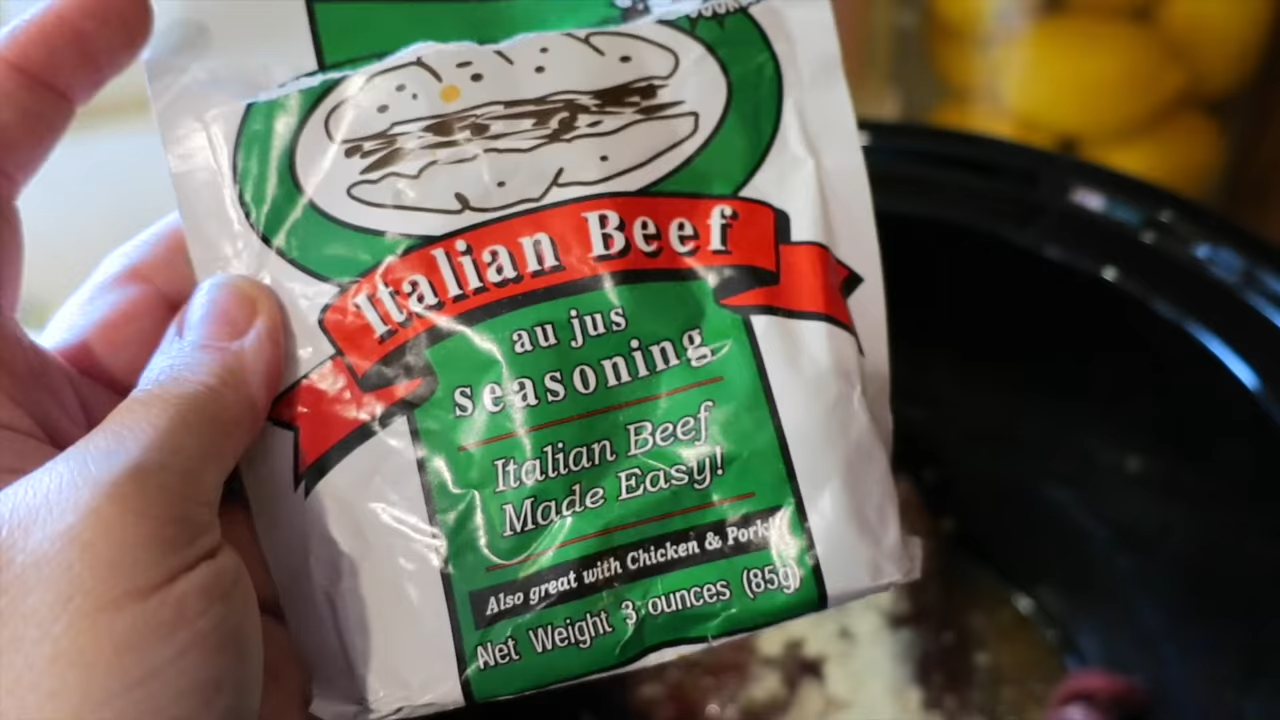 Italian Beef
au jus
seasoning
Italian Beef
Made Easy!
Also great with Chicken & Pork!
Net Weight 3 ounces (85g)